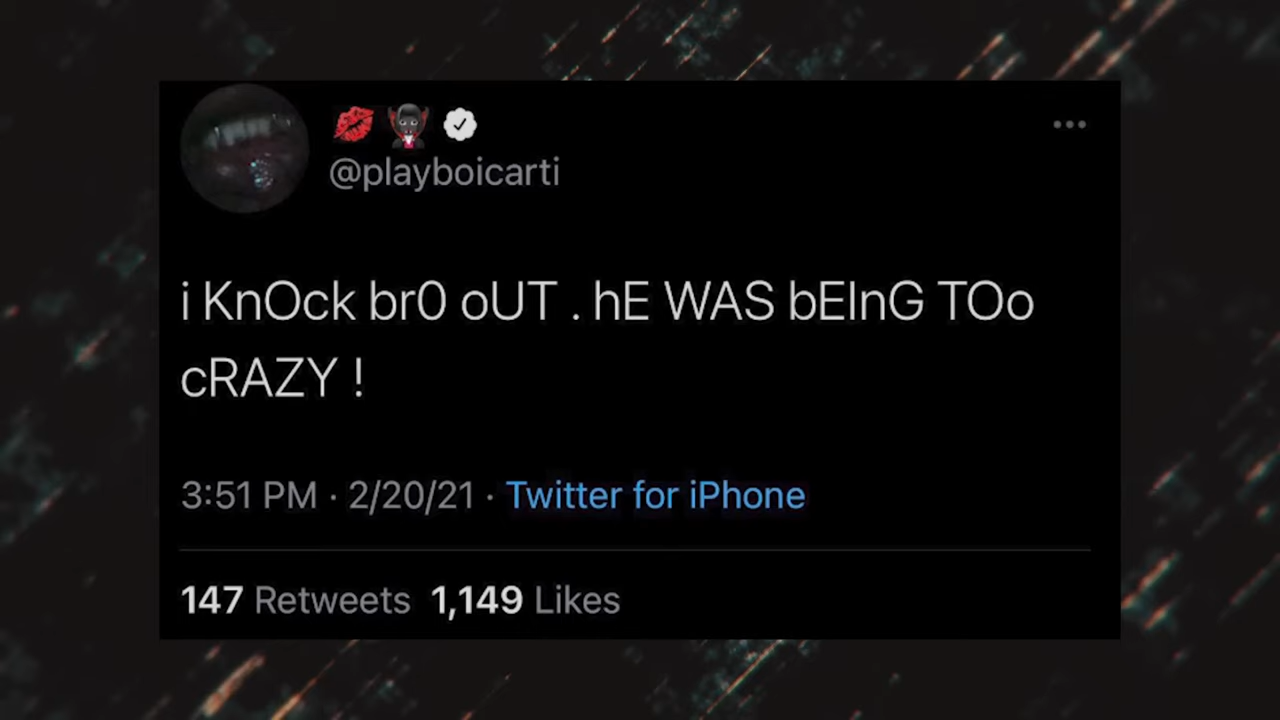 💋 🧛🏿
@playboicarti
i KnOck br0 oUT . hE WAS bEInG TOo
cRAZY !
3:51 PM · 2/20/21 · Twitter for iPhone
147 Retweets 1,149 Likes